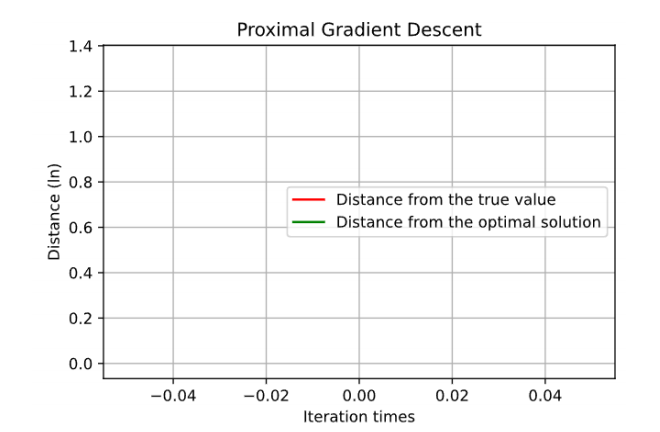 Proximal Gradient Descent
1.4
1.2
1.0
0.8
0.6
0.4
0.2
0.0
Distance (ln)
Distance from the true value
Distance from the optimal solution
−0.04 −0.02 0.00 0.02 0.04
Iteration times